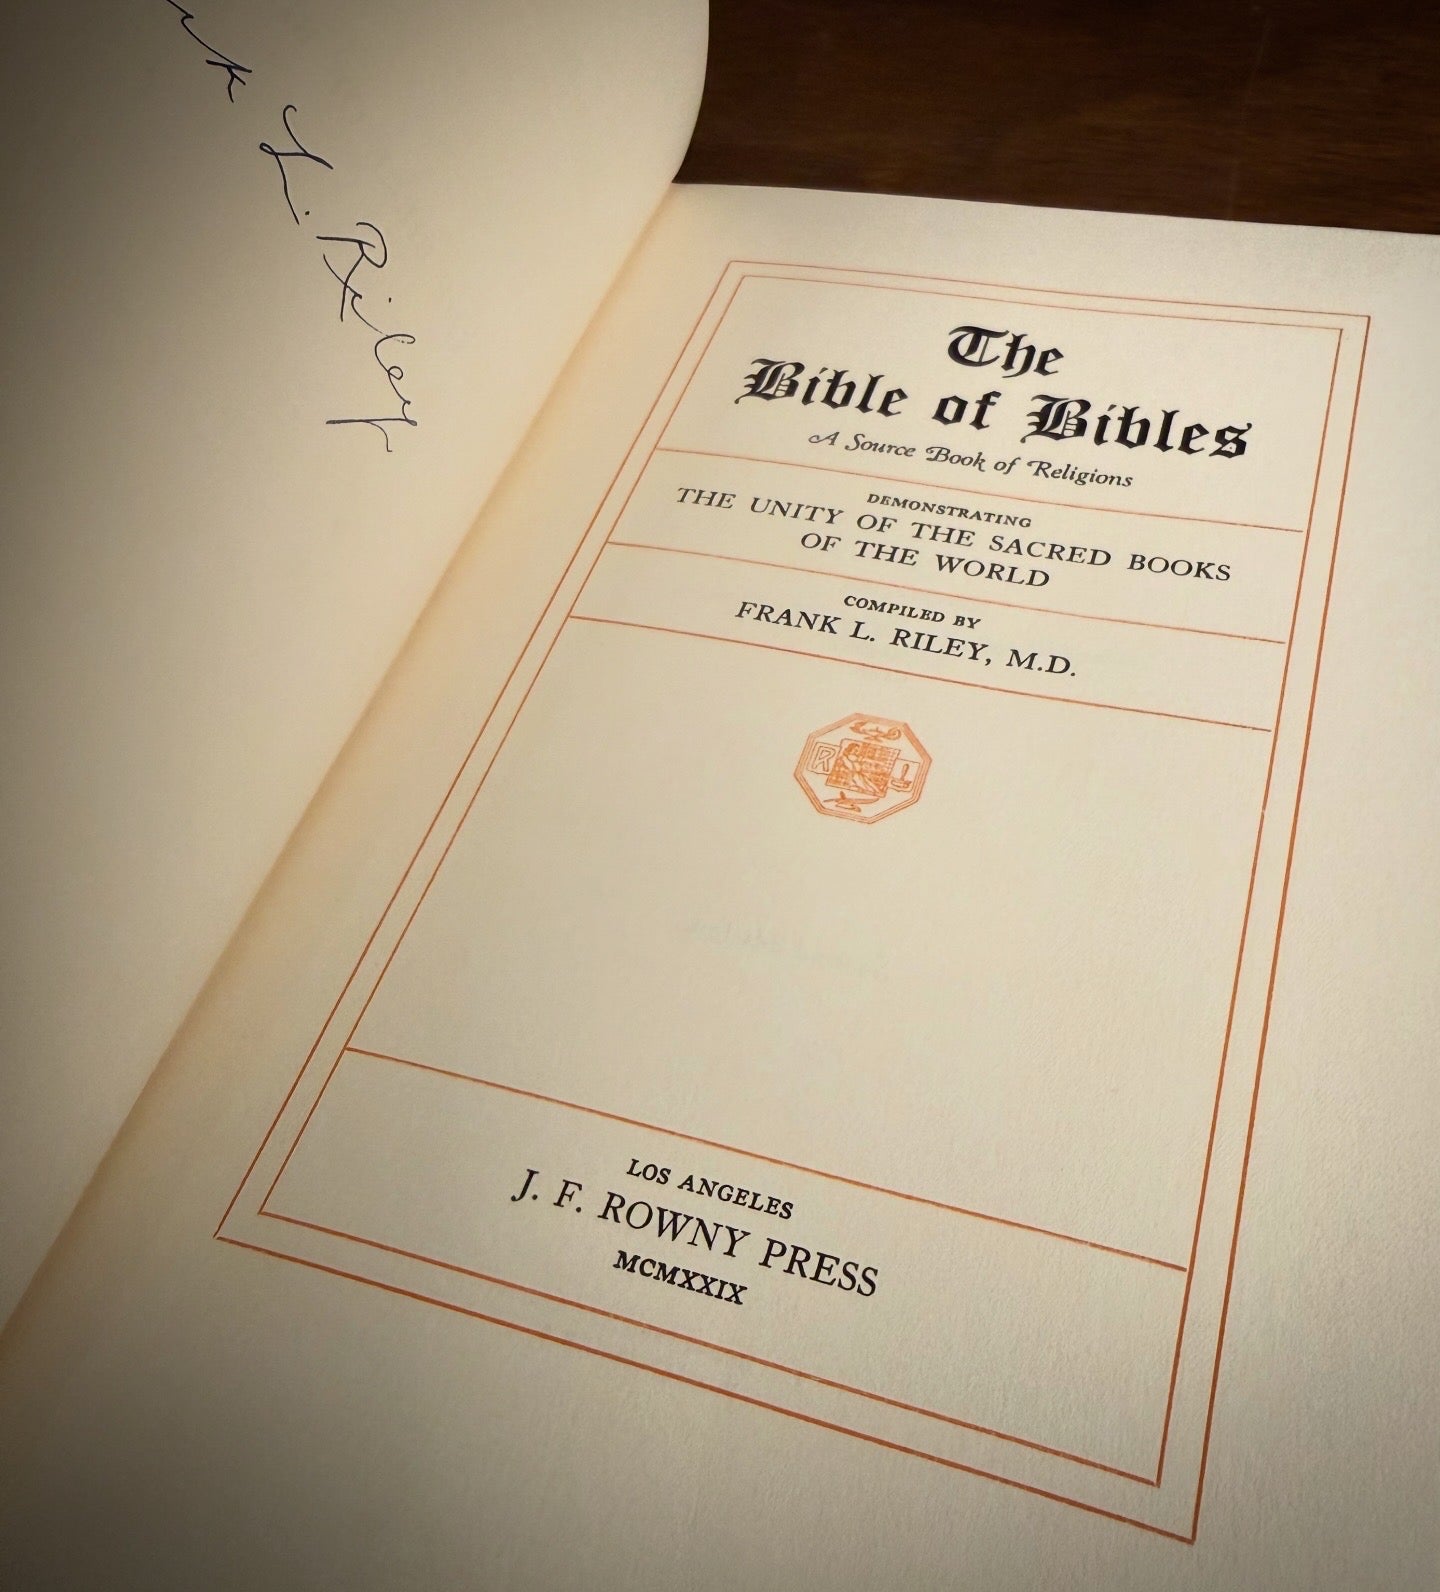 L. Riley
The
Bible of Bibles
A Source Book of Religions
DEMONSTRATING
THE UNITY OF THE SACRED BOOKS
OF THE WORLD
COMPILED BY
FRANK L. RILEY, M.D.
R L
LOS ANGELES
J. F. ROWNY PRESS
MCMXXIX